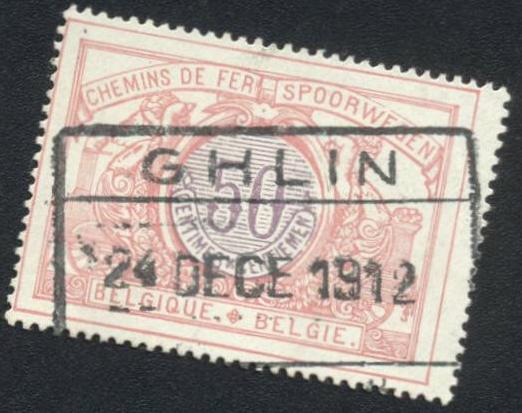 CHEMINS DE FER SPOORWEGEN
GHLIN
50
CENTIMES CENTIEMEN
24 DECE 1912
BELGIQUE ✤ BELGIE.